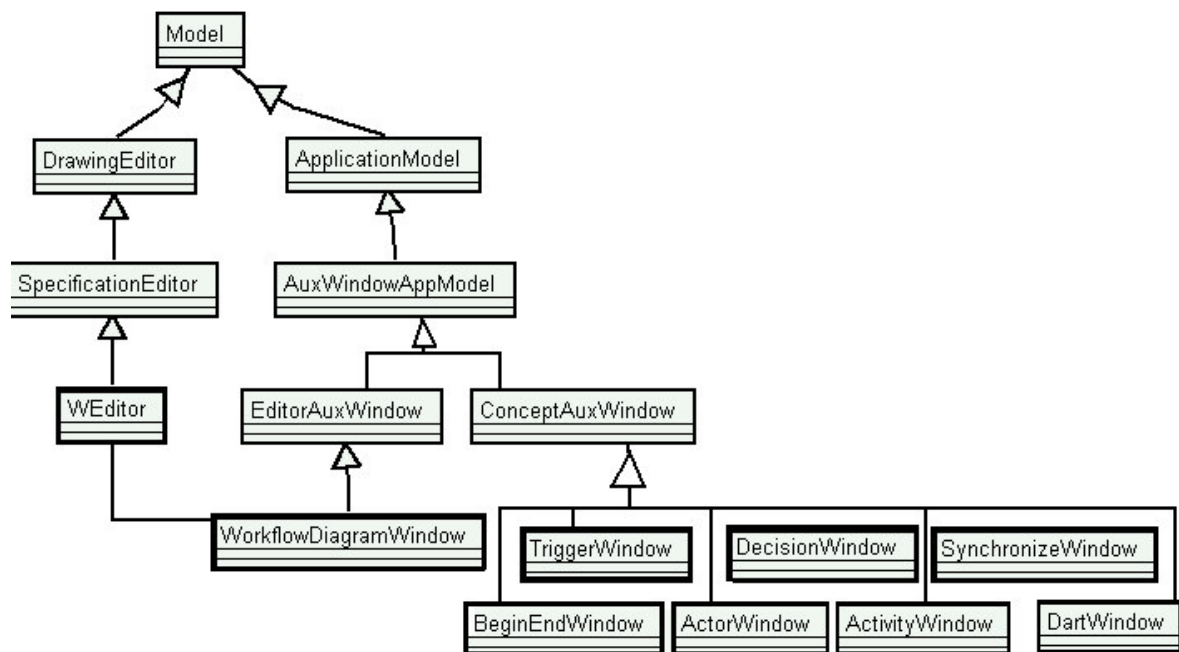 Model
DrawingEditor
ApplicationModel
SpecificationEditor
AuxWindowAppModel
WEditor
EditorAuxWindow
ConceptAuxWindow
WorkflowDiagramWindow
TriggerWindow
DecisionWindow
SynchronizeWindow
BeginEndWindow
ActorWindow
ActivityWindow
DartWindow